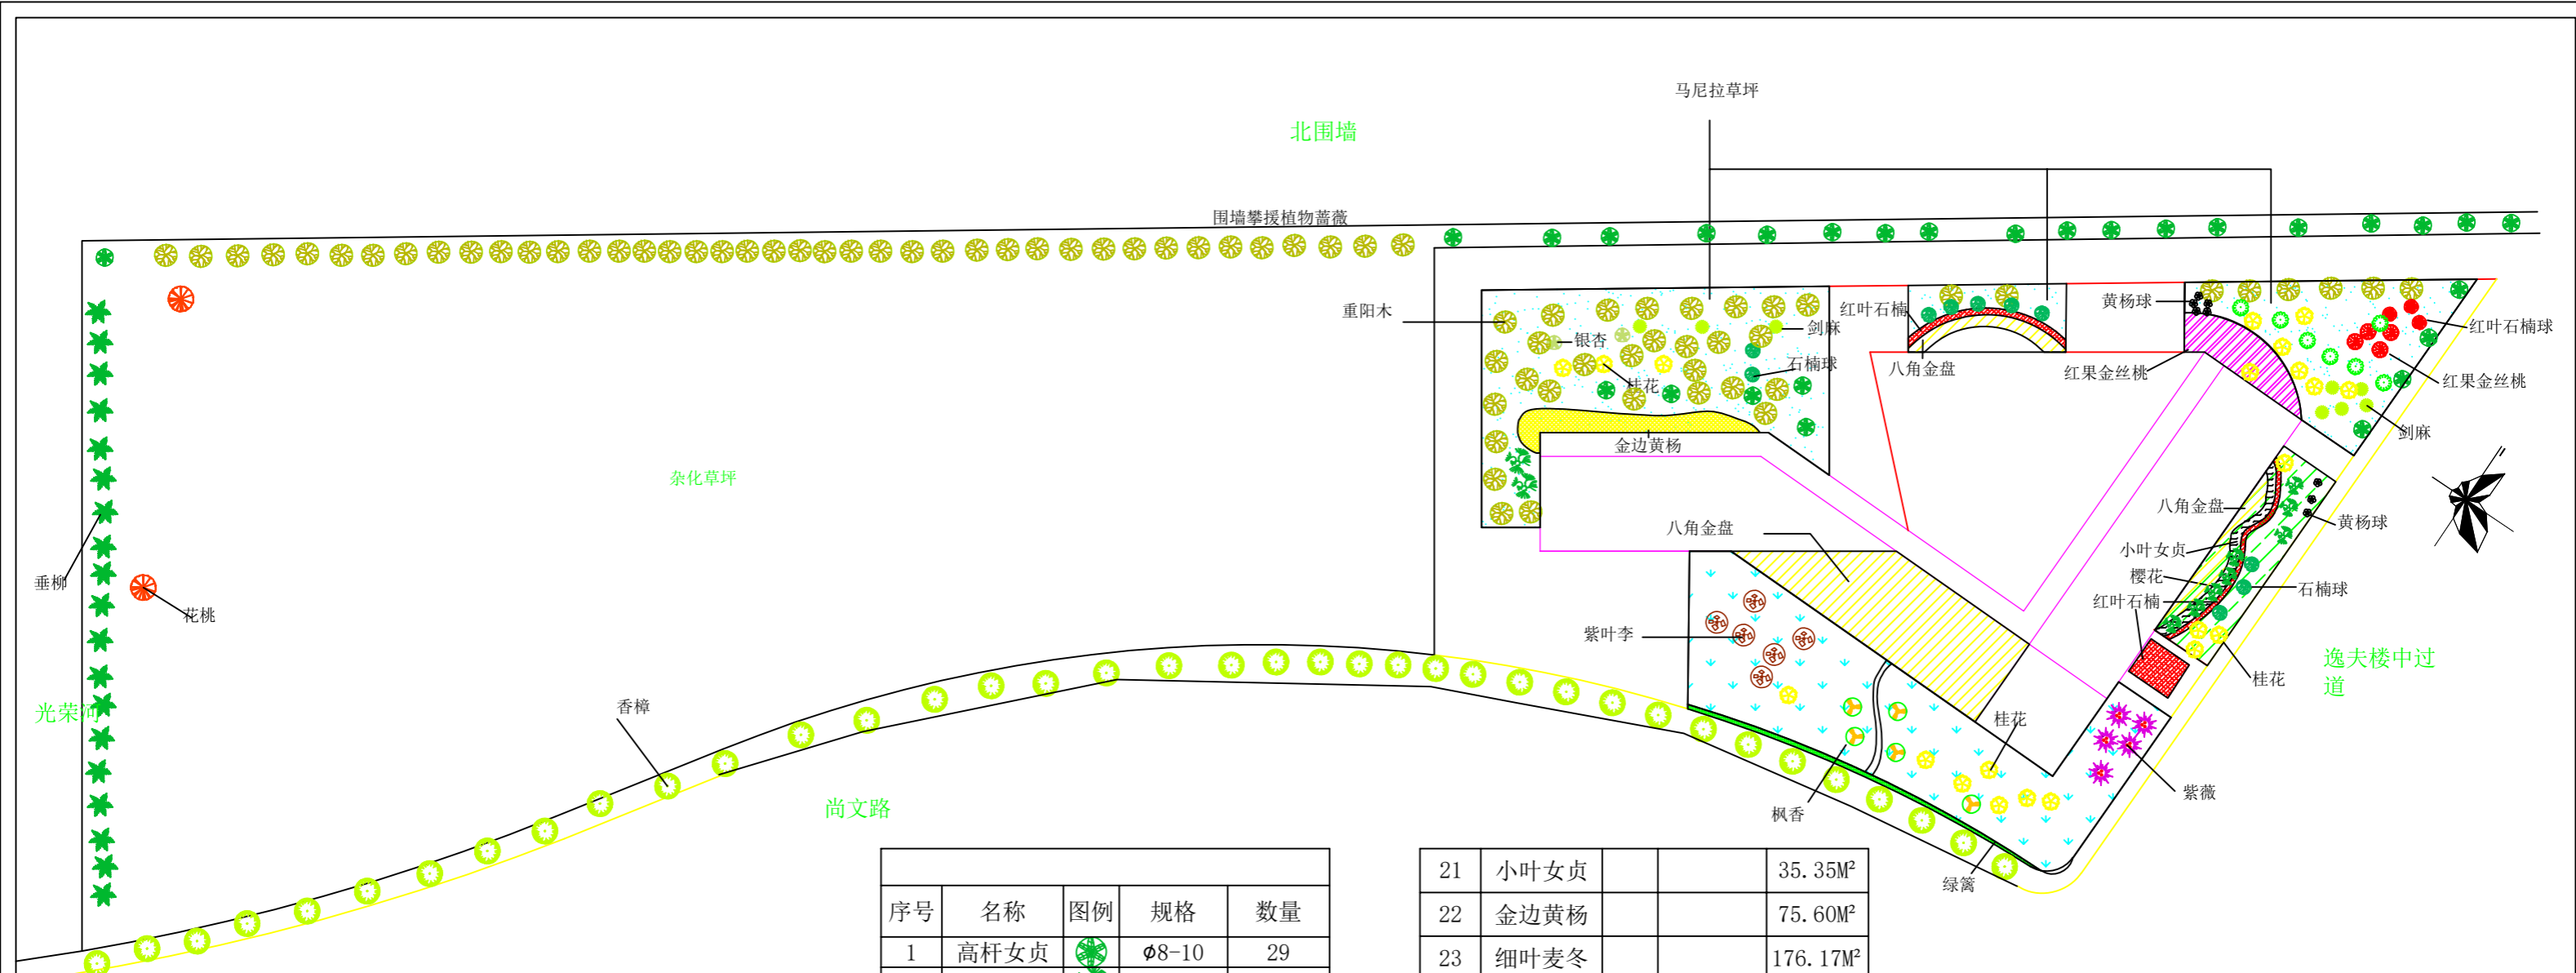 马尼拉草坪
北围墙
围墙攀援植物蔷薇
重阳木
银杏
剑麻
石楠球
桂花
金边黄杨
红叶石楠
八角金盘
黄杨球
红果金丝桃
红叶石楠球
红果金丝桃
剑麻
杂化草坪
八角金盘
八角金盘
黄杨球
小叶女贞
樱花
红叶石楠
石楠球
垂柳
花桃
紫叶李
逸夫楼中过
道
桂花
光荣河
香樟
桂花
紫薇
尚文路
枫香
绿篱
序号 名称 图例 规格 数量
1 高杆女贞 ø8-10 29
21 小叶女贞 35.35M²
22 金边黄杨 75.60M²
23 细叶麦冬 176.17M²